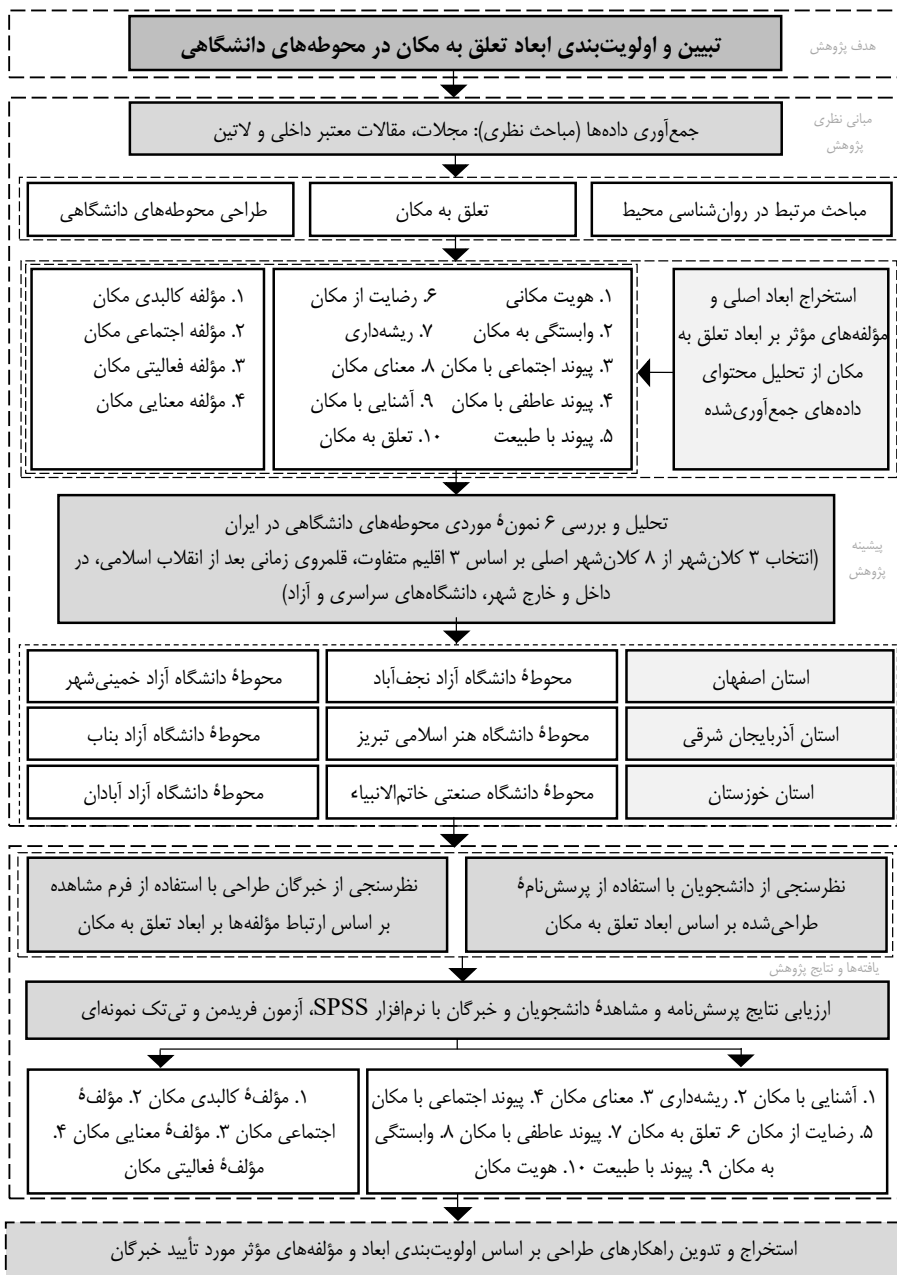 هدف پژوهش
تبیین و اولویت‌بندی ابعاد تعلق به مکان در محوطه‌های دانشگاهی
مبانی نظری
پژوهش
جمع‌آوری داده‌ها (مباحث نظری): مجلات، مقالات معتبر داخلی و لاتین
مباحث مرتبط در روان‌شناسی محیط
تعلق به مکان
طراحی محوطه‌های دانشگاهی
استخراج ابعاد اصلی و
مؤلفه‌های مؤثر بر ابعاد تعلق به
مکان از تحلیل محتوای
داده‌های جمع‌آوری‌شده
۱. هویت مکانی ۶. رضایت از مکان
۲. وابستگی به مکان ۷. ریشه‌داری
۳. پیوند اجتماعی با مکان ۸. معنای مکان
۴. پیوند عاطفی با مکان ۹. آشنایی با مکان
۵. پیوند با طبیعت ۱۰. تعلق به مکان
۱. مؤلفه کالبدی مکان
۲. مؤلفه اجتماعی مکان
۳. مؤلفه فعالیتی مکان
۴. مؤلفه معنایی مکان
پیشینه
پژوهش
تحلیل و بررسی ۶ نمونهٔ موردی محوطه‌های دانشگاهی در ایران
(انتخاب ۳ کلان‌شهر از ۸ کلان‌شهر اصلی بر اساس ۳ اقلیم متفاوت، قلمروی زمانی بعد از انقلاب اسلامی، در
داخل و خارج شهر، دانشگاه‌های سراسری و آزاد)
استان اصفهان
محوطهٔ دانشگاه آزاد نجف‌آباد
محوطهٔ دانشگاه آزاد خمینی‌شهر
استان آذربایجان شرقی
محوطهٔ دانشگاه هنر اسلامی تبریز
محوطهٔ دانشگاه آزاد بناب
استان خوزستان
محوطهٔ دانشگاه صنعتی خاتم‌الانبیاء
محوطهٔ دانشگاه آزاد آبادان
نظرسنجی از دانشجویان با استفاده از پرسش‌نامهٔ
طراحی‌شده بر اساس ابعاد تعلق به مکان
نظرسنجی از خبرگان طراحی با استفاده از فرم مشاهده
بر اساس ارتباط مؤلفه‌ها بر ابعاد تعلق به مکان
یافته‌ها و نتایج پژوهش
ارزیابی نتایج پرسش‌نامه و مشاهدهٔ دانشجویان و خبرگان با نرم‌افزار SPSS، آزمون فریدمن و تی‌تک نمونه‌ای
۱. آشنایی با مکان ۲. ریشه‌داری ۳. معنای مکان ۴. پیوند اجتماعی با مکان
۵. رضایت از مکان ۶. تعلق به مکان ۷. پیوند عاطفی با مکان ۸. وابستگی
به مکان ۹. پیوند با طبیعت ۱۰. هویت مکان
۱. مؤلفهٔ کالبدی مکان ۲. مؤلفهٔ
اجتماعی مکان ۳. مؤلفهٔ معنایی مکان ۴.
مؤلفهٔ فعالیتی مکان
استخراج و تدوین راهکارهای طراحی بر اساس اولویت‌بندی ابعاد و مؤلفه‌های مؤثر مورد تأیید خبرگان